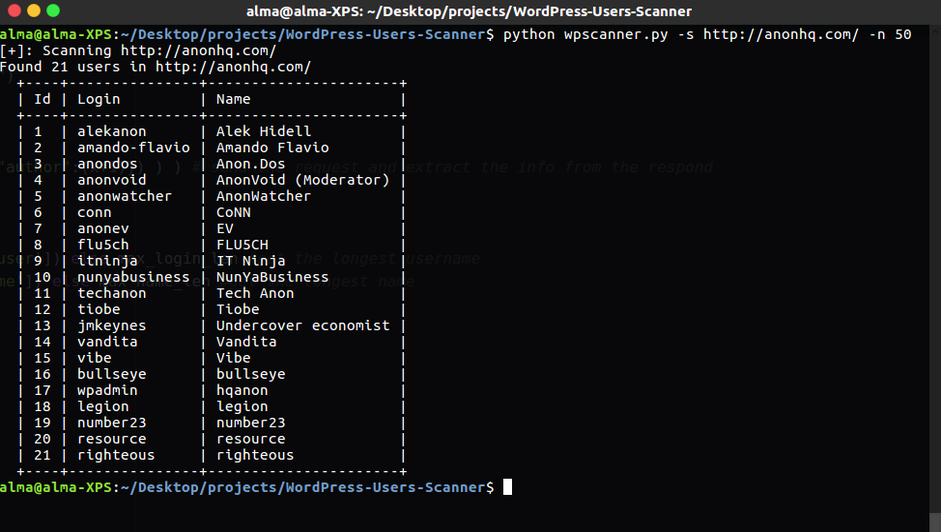 alma@alma-XPS: ~/Desktop/projects/WordPress-Users-Scanner
alma@alma-XPS:~/Desktop/projects/WordPress-Users-Scanner$ python wpscanner.py -s http://anonhq.com/ -n 50
[+]: Scanning http://anonhq.com/
Found 21 users in http://anonhq.com/
+----+---------------+----------------------+
| Id | Login | Name |
+----+---------------+----------------------+
| 1 | alekanon | Alek Hidell |
| 2 | amando-flavio | Amando Flavio |
| 3 | anondos | Anon.Dos |
| 4 | anonvoid | AnonVoid (Moderator) |
| 5 | anonwatcher | AnonWatcher |
| 6 | conn | CoNN |
| 7 | anonev | EV |
| 8 | flu5ch | FLU5CH |
| 9 | itninja | IT Ninja |
| 10 | nunyabusiness | NunYaBusiness |
| 11 | techanon | Tech Anon |
| 12 | tiobe | Tiobe |
| 13 | jmkeynes | Undercover economist |
| 14 | vandita | Vandita |
| 15 | vibe | Vibe |
| 16 | bullseye | bullseye |
| 17 | wpadmin | hqanon |
| 18 | legion | legion |
| 19 | number23 | number23 |
| 20 | resource | resource |
| 21 | righteous | righteous |
+----+---------------+----------------------+
alma@alma-XPS:~/Desktop/projects/WordPress-Users-Scanner$